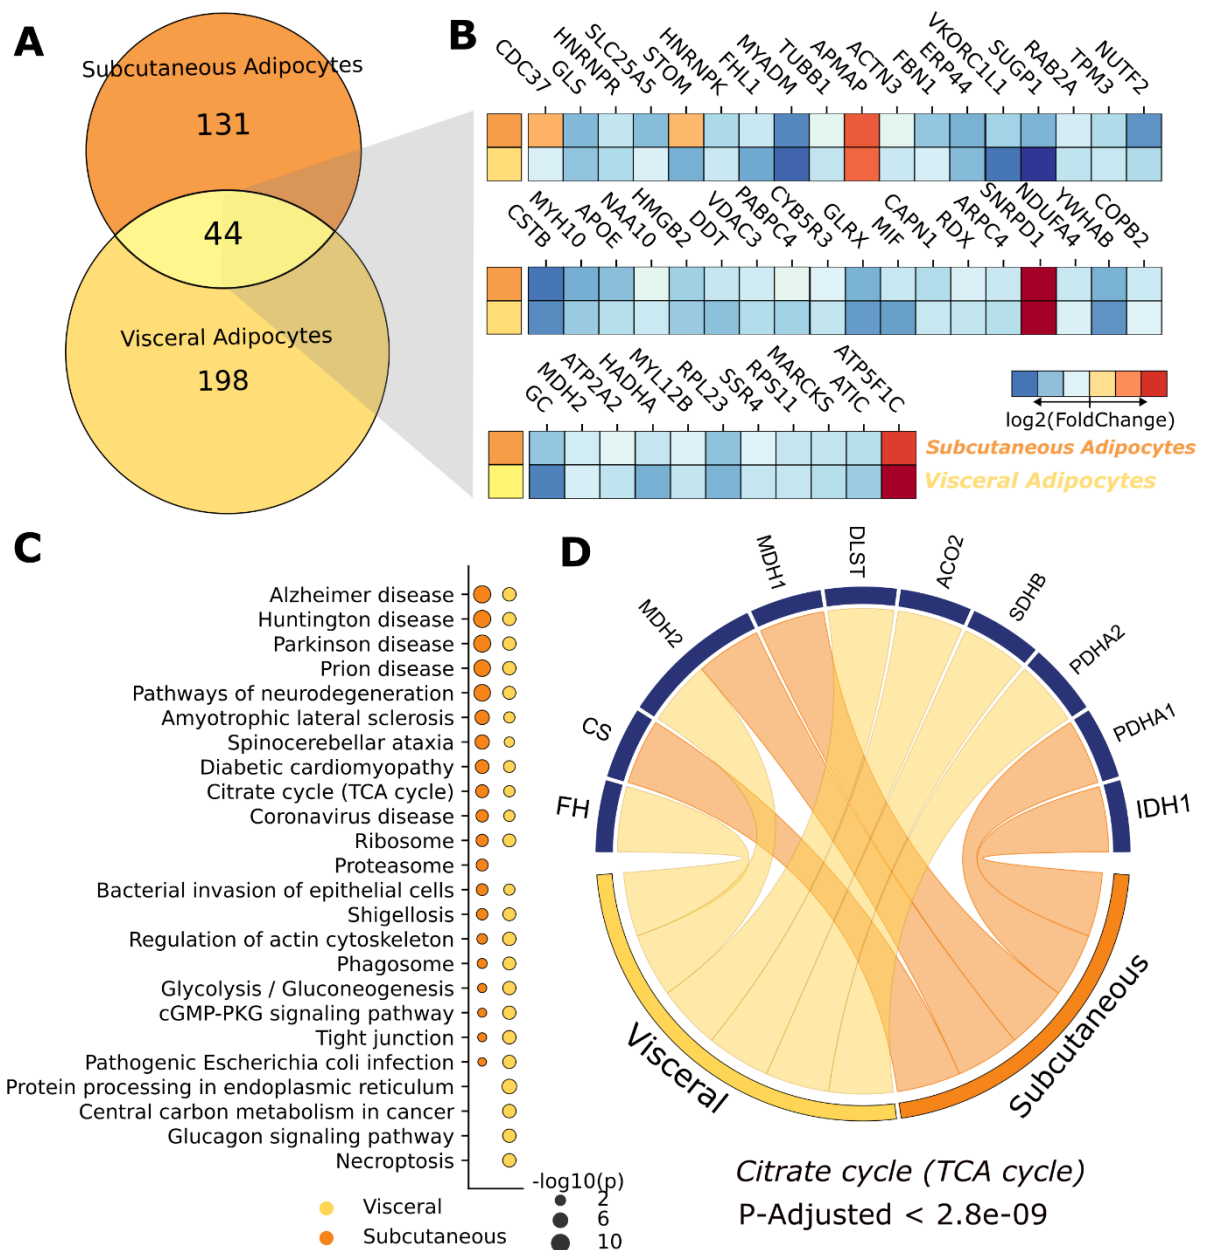 A
Subcutaneous Adipocytes
131
44
Visceral Adipocytes
198
B
CDC37
GLS
HNRNPR
SLC25A5
STOM
HNRNPK
FHL1
MYADM
TUBB1
APMAP
ACTN3
FBN1
ERP44
VKORC1L1
SUGP1
RAB2A
TPM3
NUTF2
CSTB
MYH10
APOE
NAA10
HMGB2
DDT
VDAC3
PABPC4
CYB5R3
GLRX
MIF
CAPN1
RDX
ARPC4
SNRPD1
NDUFA4
YWHAB
COPB2
GC
MDH2
ATP2A2
HADHA
MYL12B
RPL23
SSR4
RPS11
MARCKS
ATIC
ATP5F1C
log2(FoldChange)
Subcutaneous Adipocytes
Visceral Adipocytes
C
Alzheimer disease
Huntington disease
Parkinson disease
Prion disease
Pathways of neurodegeneration
Amyotrophic lateral sclerosis
Spinocerebellar ataxia
Diabetic cardiomyopathy
Citrate cycle (TCA cycle)
Coronavirus disease
Ribosome
Proteasome
Bacterial invasion of epithelial cells
Shigellosis
Regulation of actin cytoskeleton
Phagosome
Glycolysis / Gluconeogenesis
cGMP-PKG signaling pathway
Tight junction
Pathogenic Escherichia coli infection
Protein processing in endoplasmic reticulum
Central carbon metabolism in cancer
Glucagon signaling pathway
Necroptosis
Visceral
Subcutaneous
-log10(p)
2
6
10
D
FH
CS
MDH2
MDH1
DLST
ACO2
SDHB
PDHA2
PDHA1
IDH1
Visceral
Subcutaneous
Citrate cycle (TCA cycle)
P-Adjusted < 2.8e-09